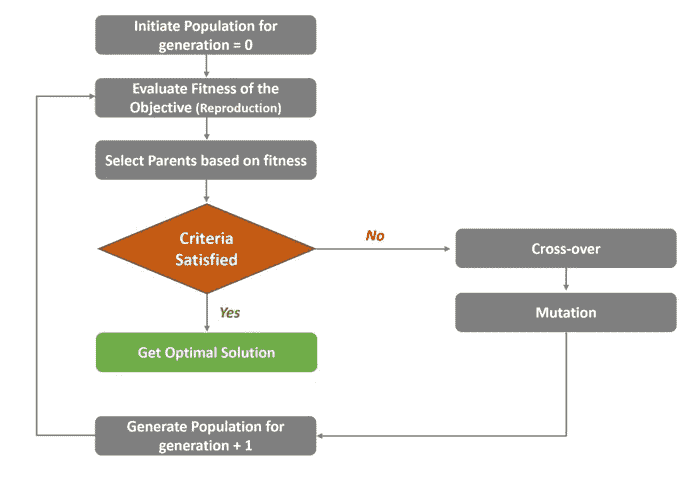 Initiate Population for
generation = 0
Evaluate Fitness of the
Objective (Reproduction)
Select Parents based on fitness
Criteria
Satisfied
No
Cross-over
Mutation
Yes
Get Optimal Solution
Generate Population for
generation + 1